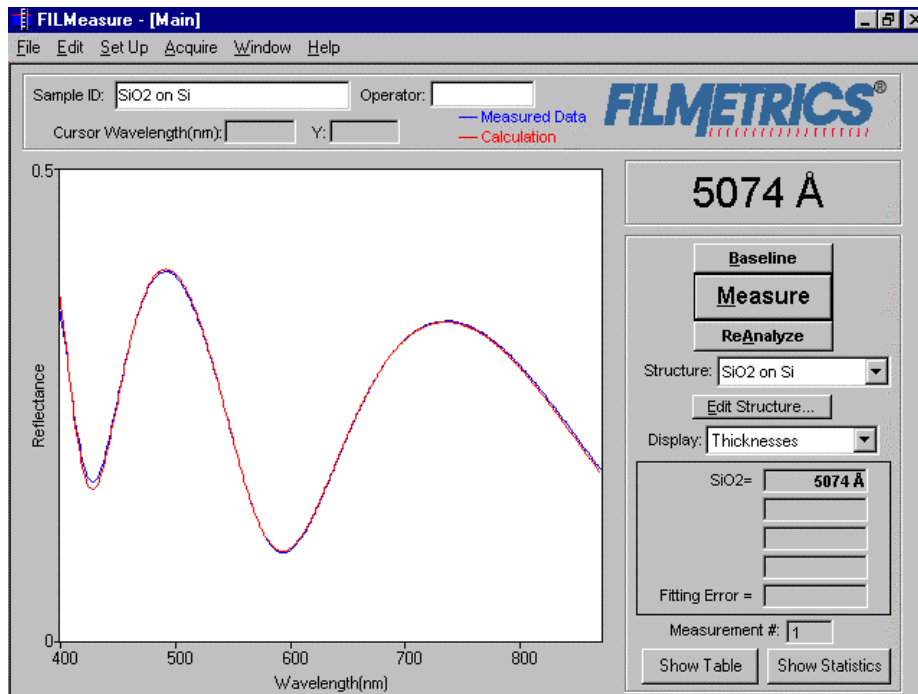 FILMeasure - [Main]
File Edit Set Up Acquire Window Help
Sample ID: SiO2 on Si Operator:
Cursor Wavelength(nm): Y:
Measured Data
Calculation
FILMETRICS®
0.5
Reflectance
0
400 500 600 700 800
Wavelength(nm)
5074 Å
Baseline
Measure
ReAnalyze
Structure: SiO2 on Si
Edit Structure...
Display: Thicknesses
SiO2= 5074 Å
Fitting Error =
Measurement #: 1
Show Table Show Statistics